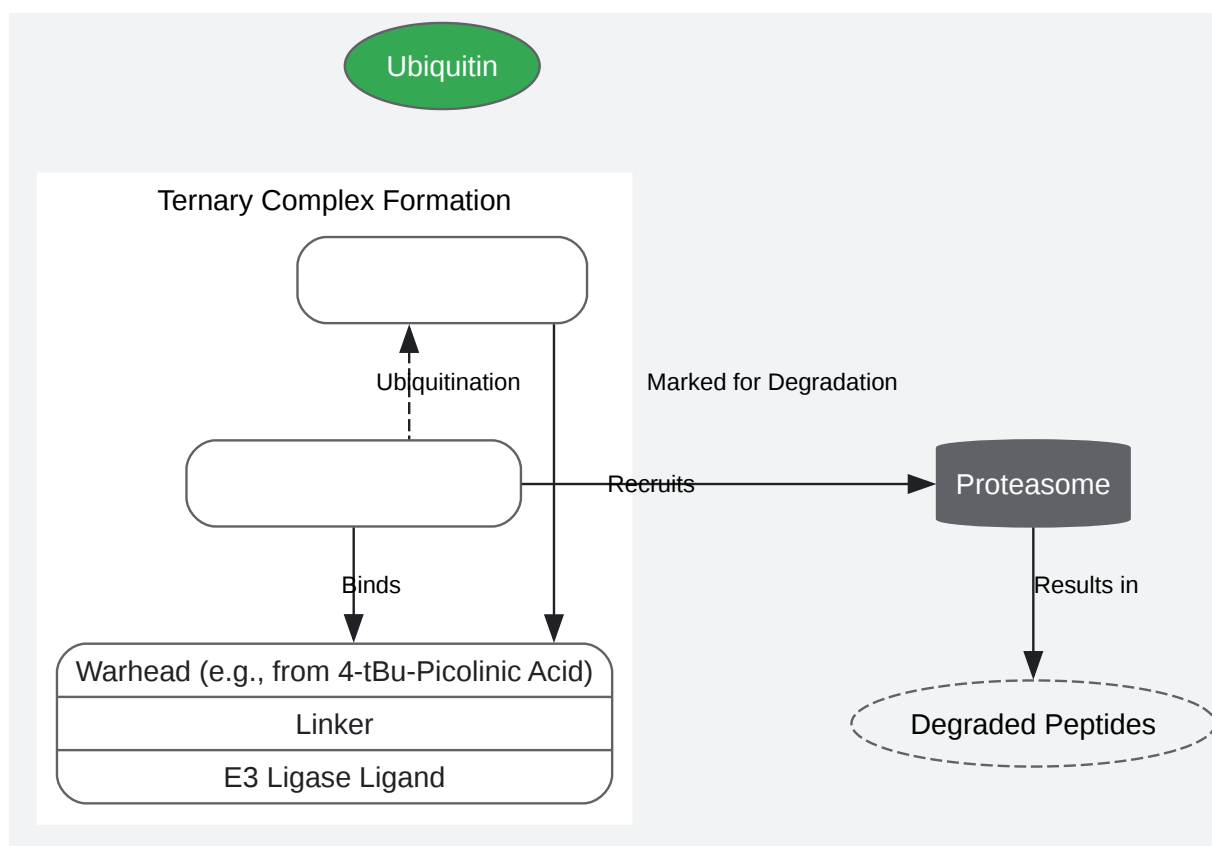 Ubiquitin
Ternary Complex Formation
Ubiquitination
Marked for Degradation
Recruits
Proteasome
Binds
Results in
Warhead (e.g., from 4-tBu-Picolinic Acid)
Linker
E3 Ligase Ligand
Degraded Peptides